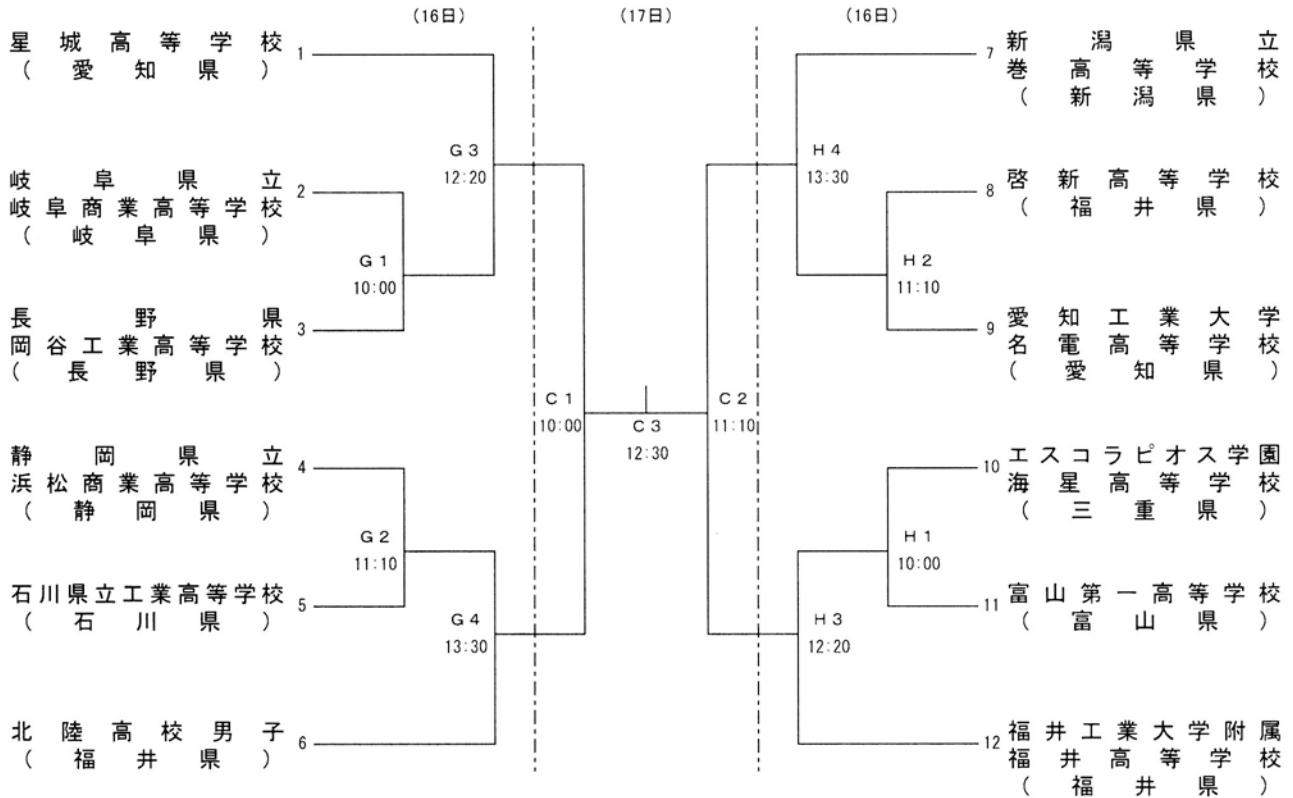 (16日)
(17日)
(16日)
星城高等学校
(愛知県)
1
岐阜県立
岐阜商業高等学校
(岐阜県)
2
長野県
岡谷工業高等学校
(長野県)
3
静岡県立
浜松商業高等学校
(静岡県)
4
石川県立工業高等学校
(石川県)
5
北陸高校男子
(福井県)
6
G3
12:20
G1
10:00
G2
11:10
G4
13:30
C1
10:00
C3
12:30
C2
11:10
H4
13:30
H2
11:10
H1
10:00
H3
12:20
7
新潟県立
巻高等学校
(新潟県)
8
啓新高等学校
(福井県)
9
愛知工業大学
名電高等学校
(愛知県)
10
エスコラピオス学園
海星高等学校
(三重県)
11
富山第一高等学校
(富山県)
12
福井工業大学附属
福井高等学校
(福井県)